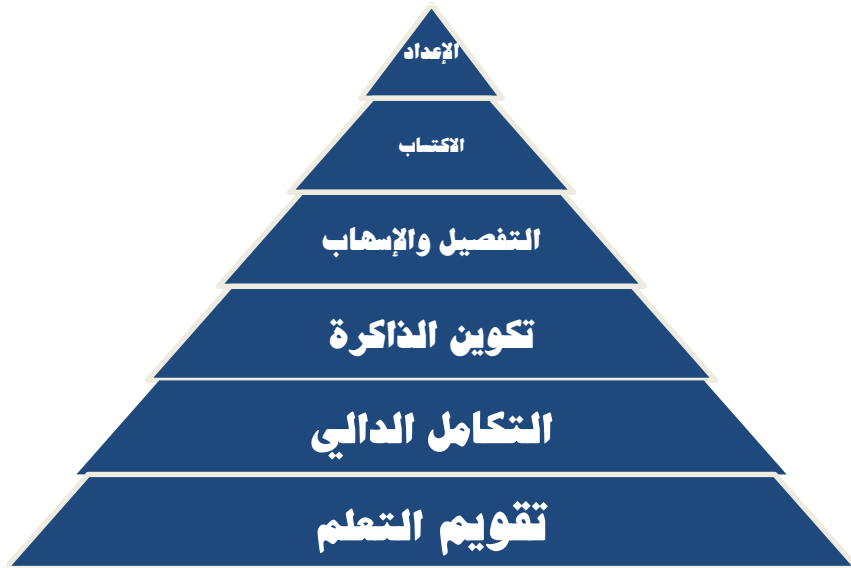 الإعداد
الاكتساب
التفصيل والإسهاب
تكوين الذاكرة
التكامل الدالي
تقويم التعلم